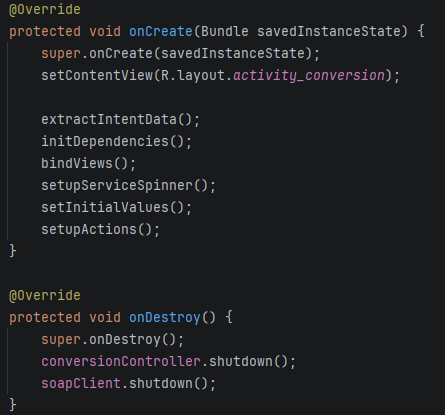 @Override
protected void onCreate(Bundle savedInstanceState) {
    super.onCreate(savedInstanceState);
    setContentView(R.layout.activity_conversion);

    extractIntentData();
    initDependencies();
    bindViews();
    setupServiceSpinner();
    setInitialValues();
    setupActions();
}

@Override
protected void onDestroy() {
    super.onDestroy();
    conversionController.shutdown();
    soapClient.shutdown();
}